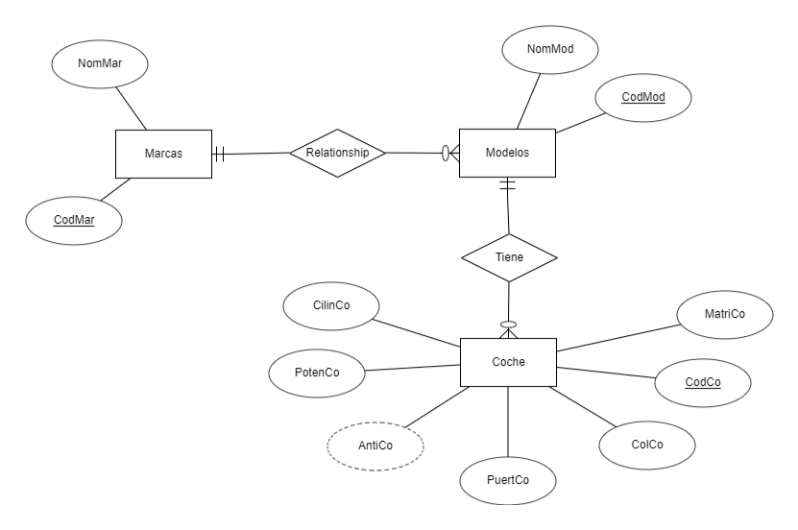 NomMar
NomMod
CodMod
Marcas
Relationship
Modelos
CodMar
Tiene
CilinCo
MatriCo
Coche
PotenCo
CodCo
AntiCo
ColCo
PuertCo